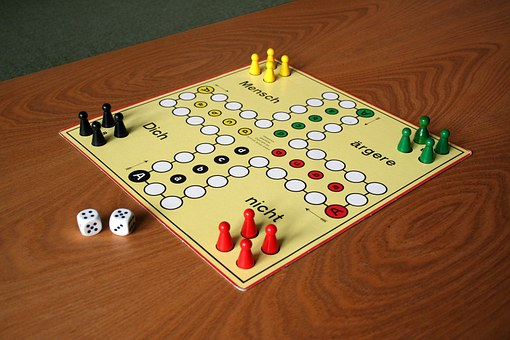 Mensch
ärgere
Dich
nicht
A a b c d
A